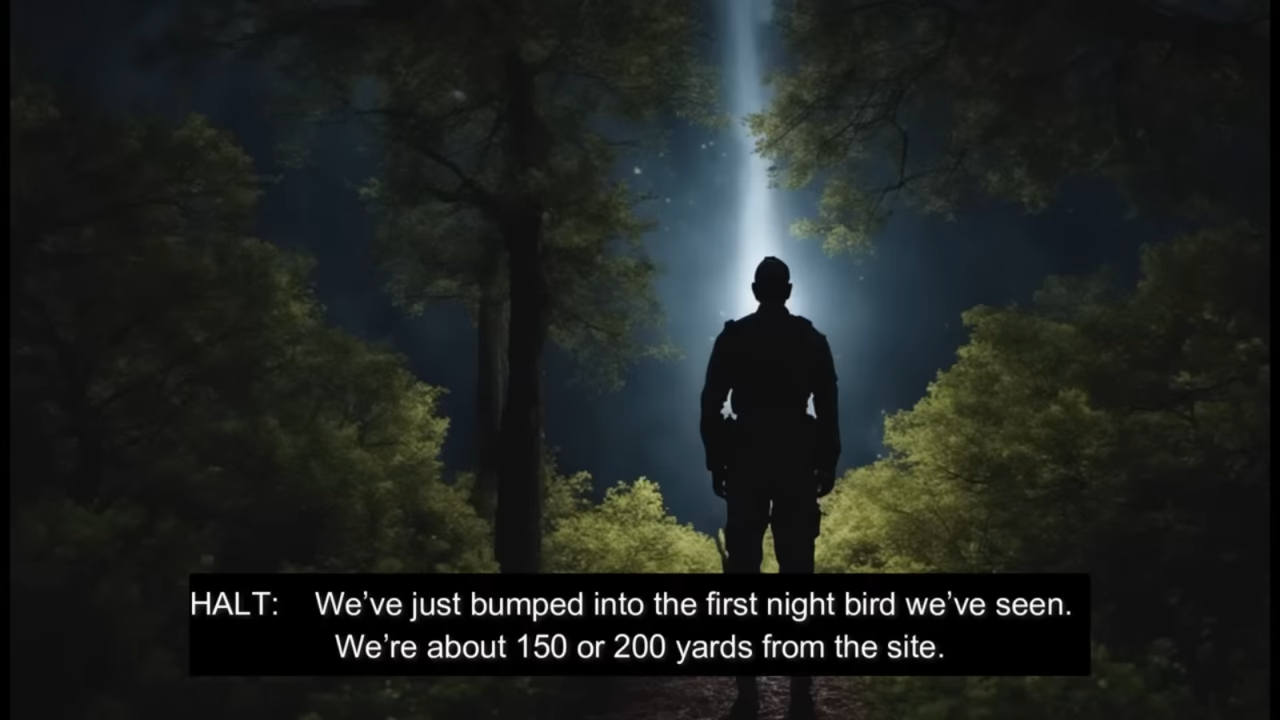 HALT: We’ve just bumped into the first night bird we’ve seen.
We’re about 150 or 200 yards from the site.